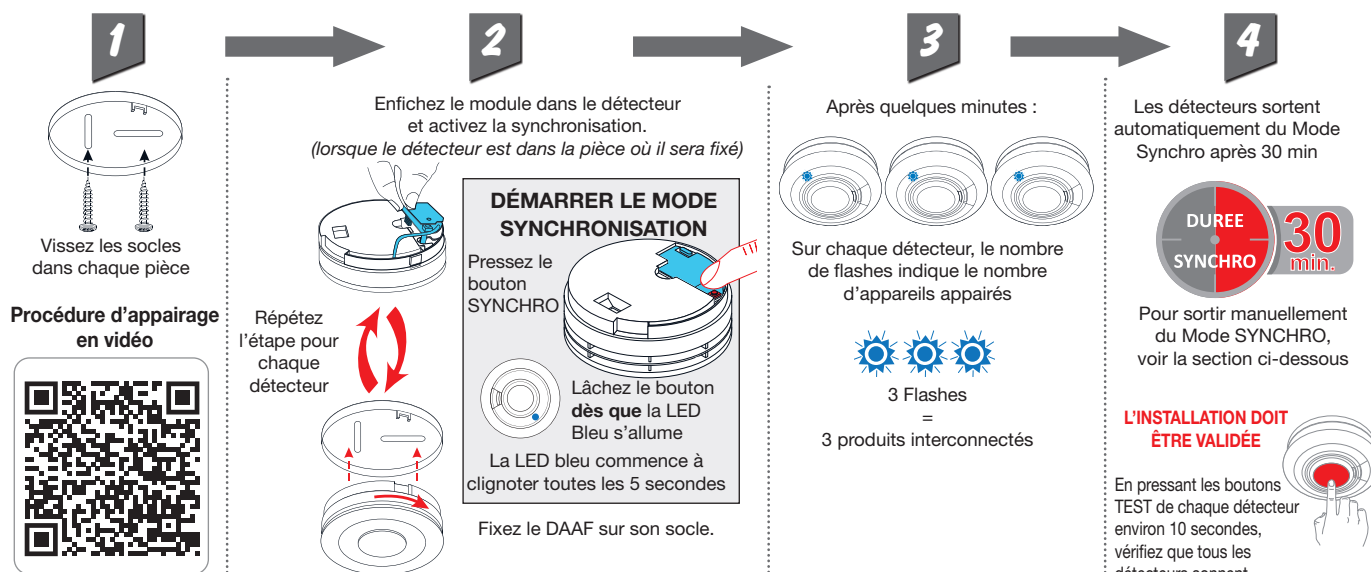 1
Vissez les socles
dans chaque pièce
Procédure d'appairage
en vidéo
2
Enfichez le module dans le détecteur
et activez la synchronisation.
(lorsque le détecteur est dans la pièce où il sera fixé)
Répétez
l'étape pour
chaque
détecteur
DÉMARRER LE MODE
SYNCHRONISATION
Pressez le
bouton
SYNCHRO
Lâchez le bouton
dès que la LED
Bleu s'allume
La LED bleu commence à
clignoter toutes les 5 secondes
Fixez le DAAF sur son socle.
3
Après quelques minutes :
Sur chaque détecteur, le nombre
de flashes indique le nombre
d'appareils appairés
3 Flashes
=
3 produits interconnectés
4
Les détecteurs sortent
automatiquement du Mode
Synchro après 30 min
DUREE
SYNCHRO
30
min.
Pour sortir manuellement
du Mode SYNCHRO,
voir la section ci-dessous
L'INSTALLATION DOIT
ÊTRE VALIDÉE
En pressant les boutons
TEST de chaque détecteur
environ 10 secondes,
vérifiez que tous les
détecteurs sonnent